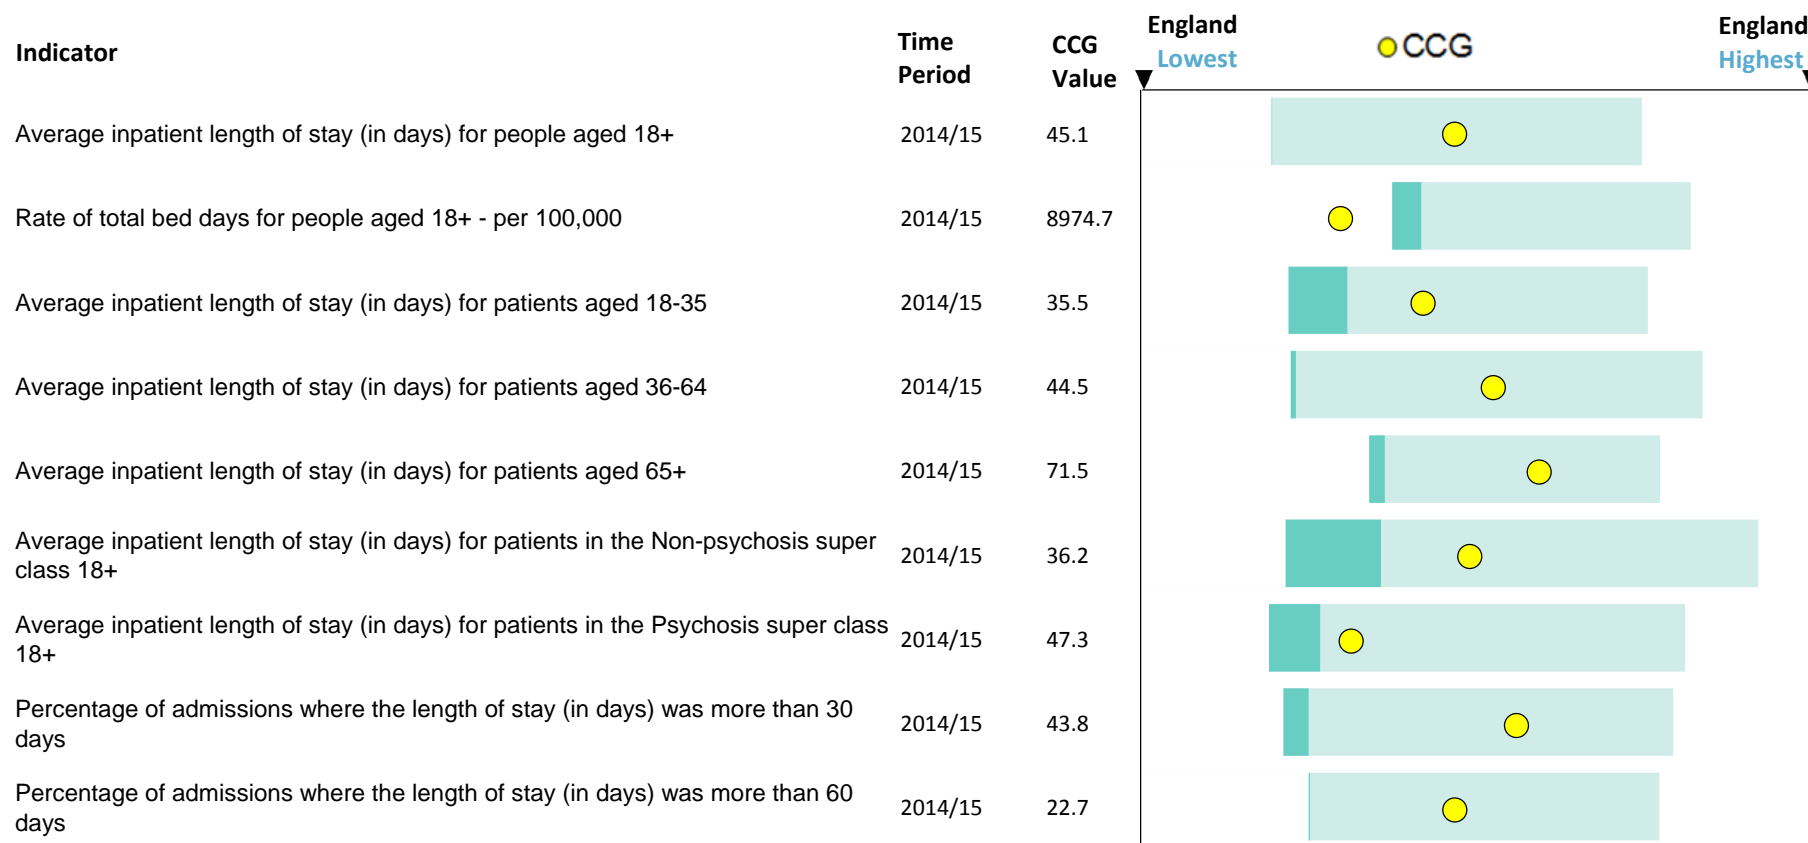 Indicator
Time
Period
CCG
Value
England
Lowest
CCG
England
Highest
Average inpatient length of stay (in days) for people aged 18+ 2014/15 45.1
Rate of total bed days for people aged 18+ - per 100,000 2014/15 8974.7
Average inpatient length of stay (in days) for patients aged 18-35 2014/15 35.5
Average inpatient length of stay (in days) for patients aged 36-64 2014/15 44.5
Average inpatient length of stay (in days) for patients aged 65+ 2014/15 71.5
Average inpatient length of stay (in days) for patients in the Non-psychosis super
class 18+ 2014/15 36.2
Average inpatient length of stay (in days) for patients in the Psychosis super class
18+ 2014/15 47.3
Percentage of admissions where the length of stay (in days) was more than 30
days 2014/15 43.8
Percentage of admissions where the length of stay (in days) was more than 60
days 2014/15 22.7